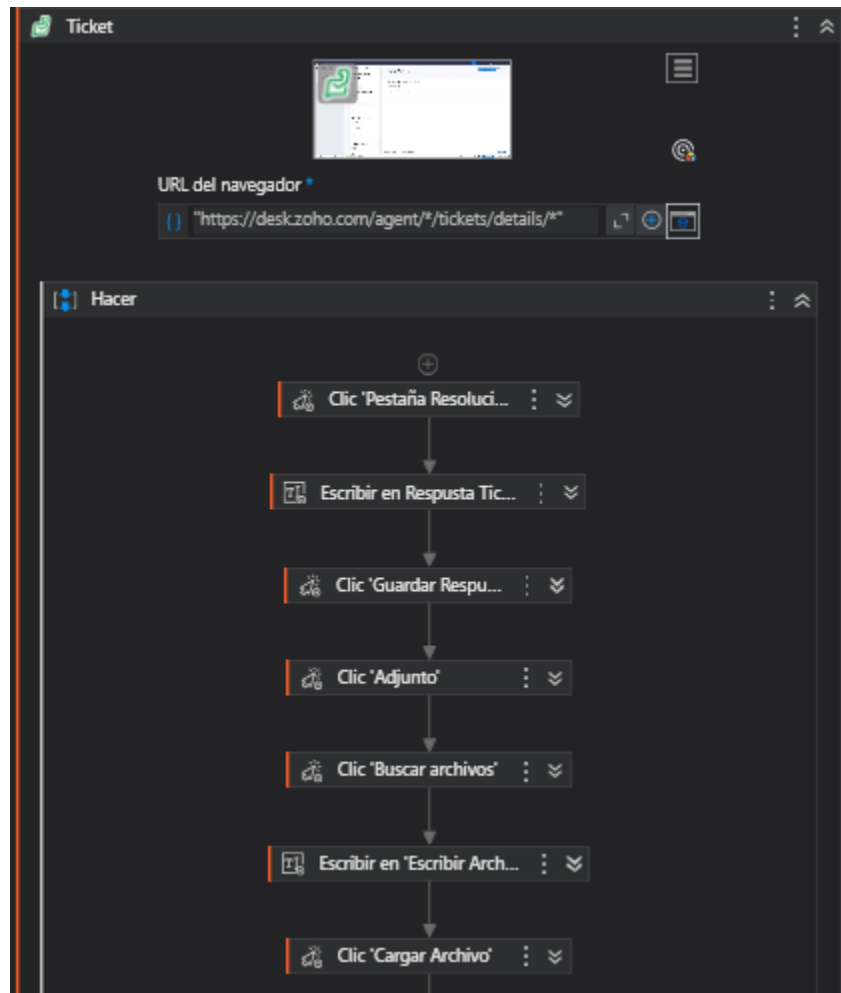 Ticket
URL del navegador *
"https://desk.zoho.com/agent/*/tickets/details/*"
Hacer
Clic 'Pestaña Resoluci...
Escribir en Respusta Tic...
Clic 'Guardar Respu...
Clic 'Adjunto'
Clic 'Buscar archivos'
Escribir en 'Escribir Arch...
Clic 'Cargar Archivo'